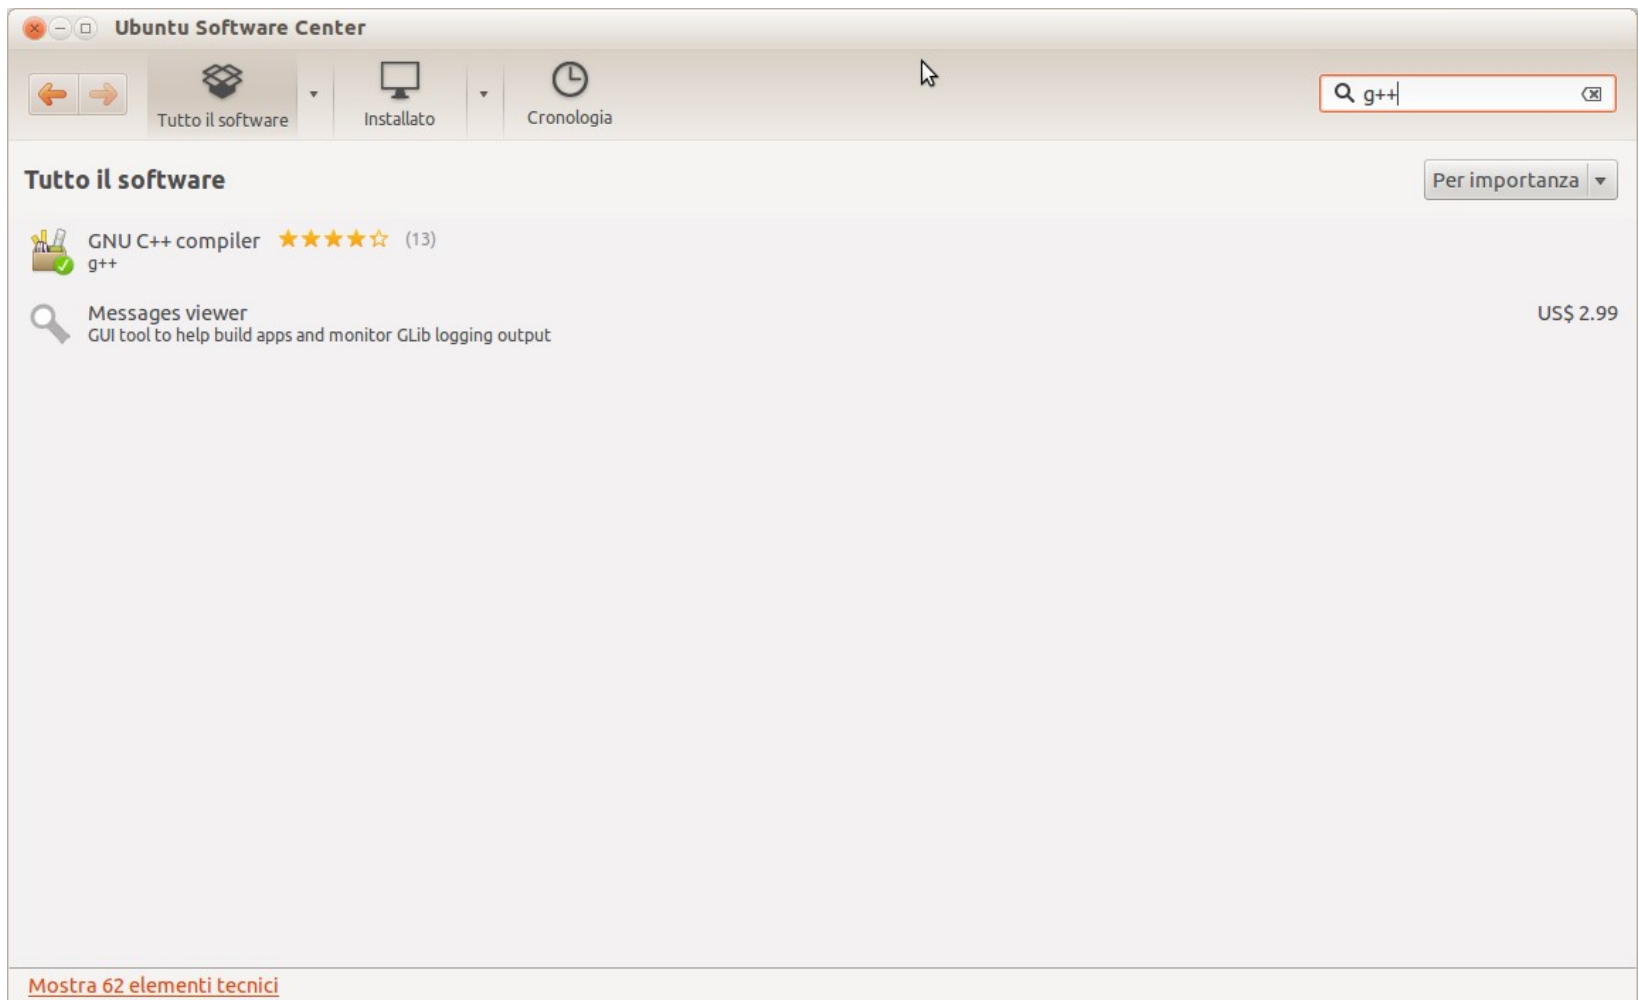 Ubuntu Software Center
Tutto il software
Installato
Cronologia
g++
Tutto il software
Per importanza
GNU C++ compiler (13)
g++
Messages viewer US$ 2.99
GUI tool to help build apps and monitor GLib logging output
Mostra 62 elementi tecnici